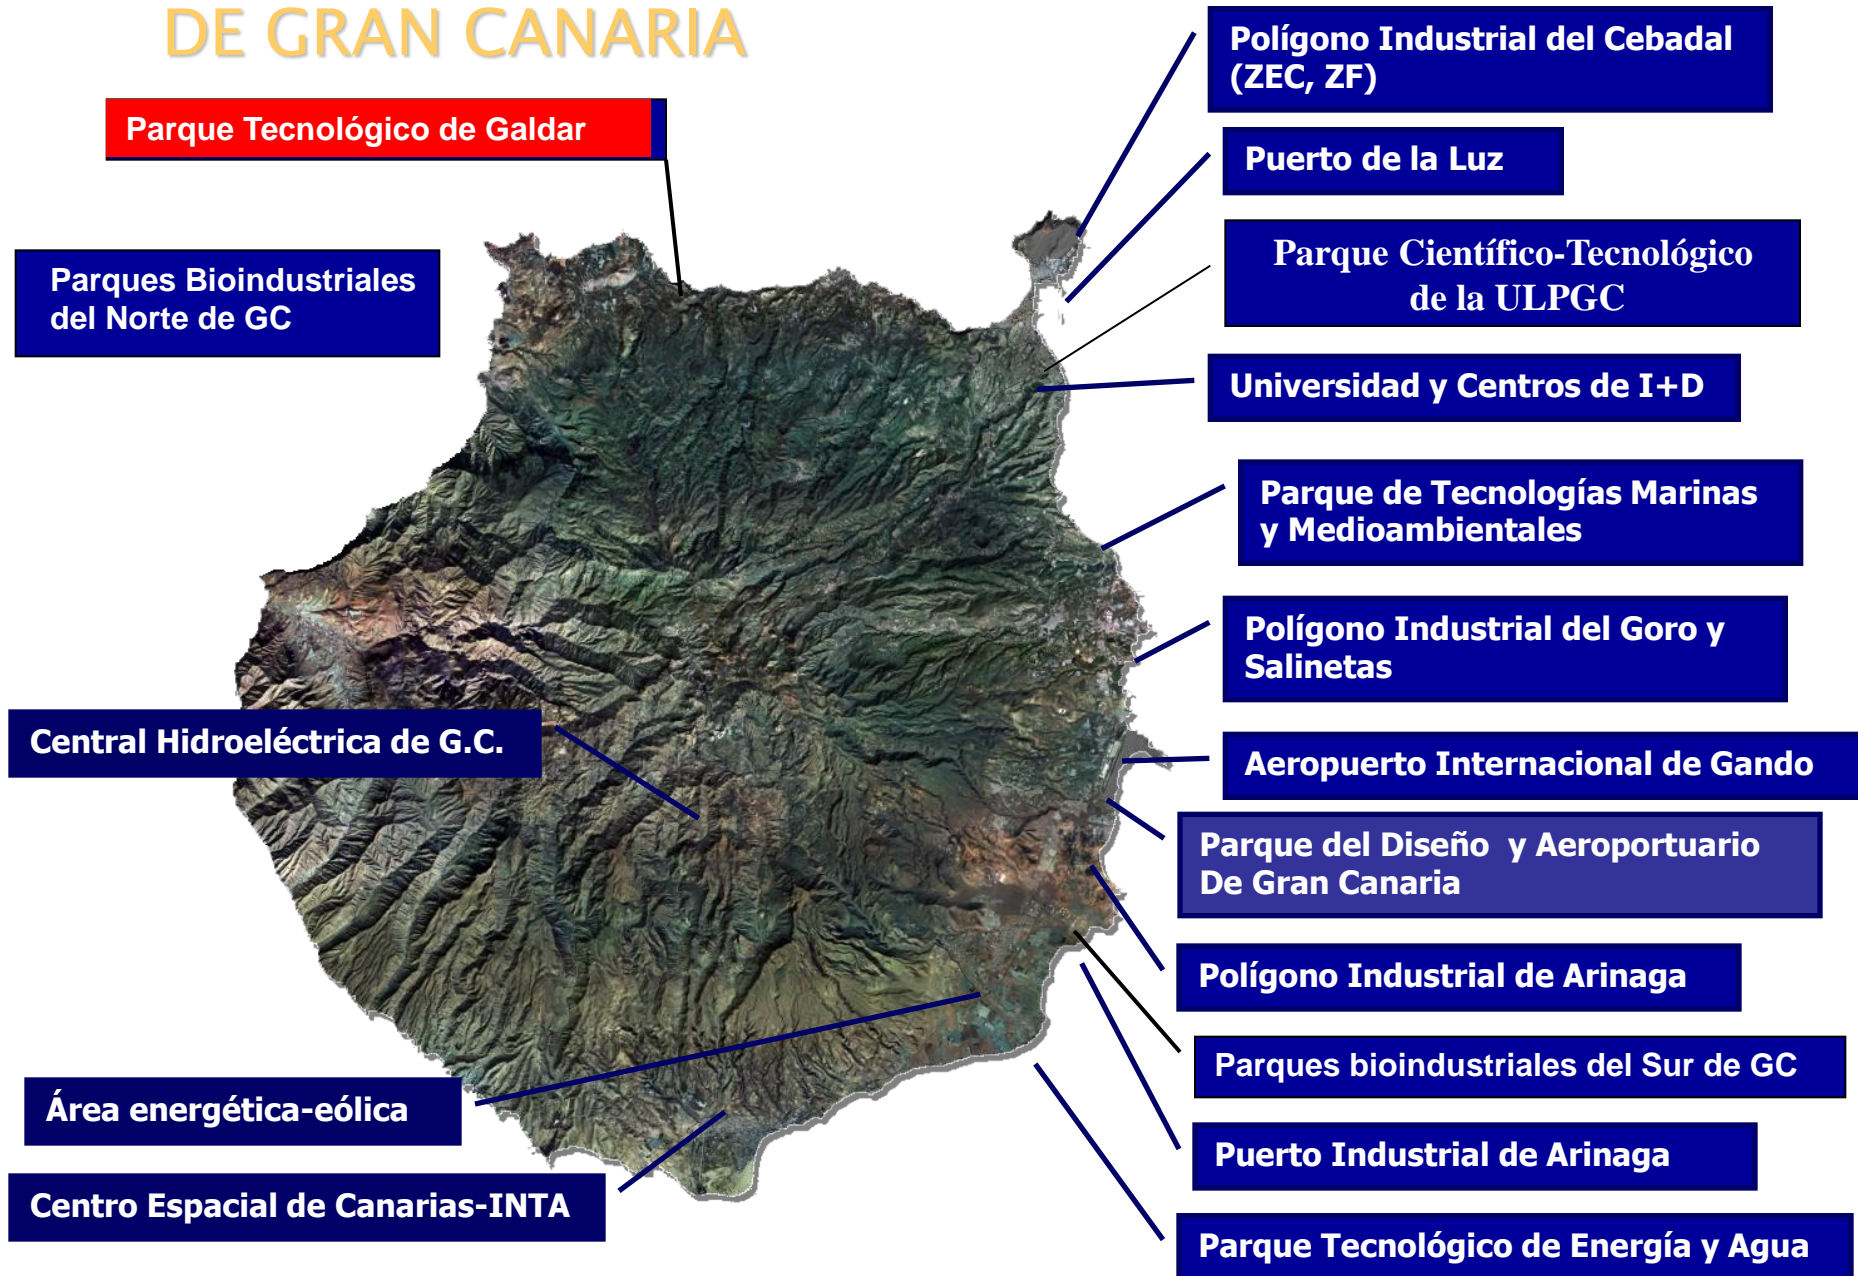 DE GRAN CANARIA
Parque Tecnológico de Galdar
Parques Bioindustriales
del Norte de GC
Central Hidroeléctrica de G.C.
Área energética-eólica
Centro Espacial de Canarias-INTA
Polígono Industrial del Cebadal
(ZEC, ZF)
Puerto de la Luz
Parque Científico-Tecnológico
de la ULPGC
Universidad y Centros de I+D
Parque de Tecnologías Marinas
y Medioambientales
Polígono Industrial del Goro y
Salinetas
Aeropuerto Internacional de Gando
Parque del Diseño y Aeroportuario
De Gran Canaria
Polígono Industrial de Arinaga
Parques bioindustriales del Sur de GC
Puerto Industrial de Arinaga
Parque Tecnológico de Energía y Agua